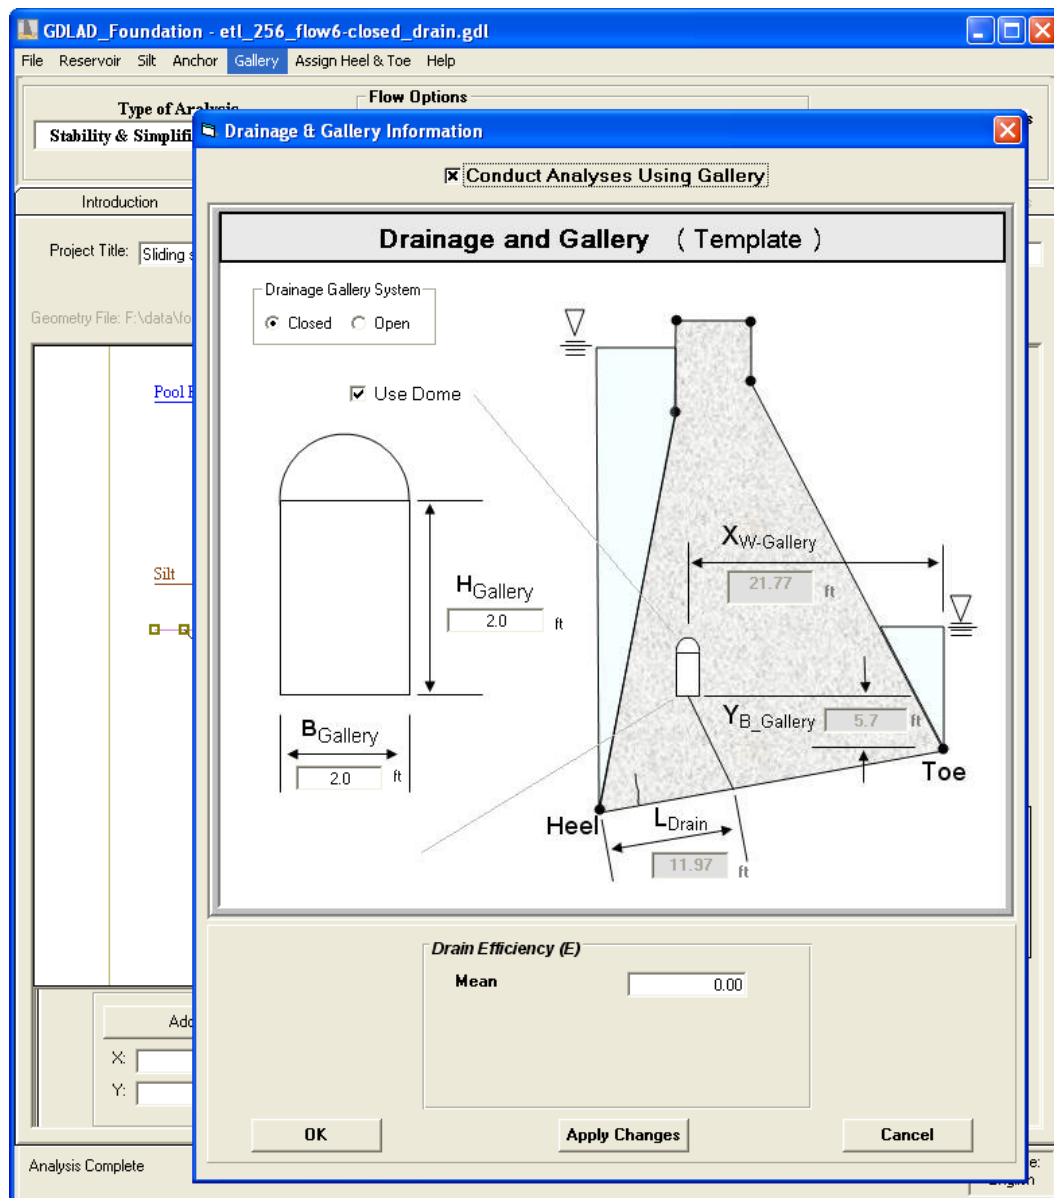 GDLAD_Foundation - etl_256_flow6-closed_drain.gdl
File Reservoir Silt Anchor Gallery Assign Heel & Toe Help
Type of Analysis
Flow Options
Stability & Simplifi
Drainage & Gallery Information
Conduct Analyses Using Gallery
Introduction
Project Title: Sliding s
Geometry File: F:\data\fo
Drainage and Gallery ( Template )
Drainage Gallery System
Closed Open
Pool
Use Dome
Silt
XW-Gallery
21.77 ft
HGallery
2.0 ft
YB_Gallery 5.7 ft
BGallery
2.0 ft
Toe
Heel
LDrain
11.97 ft
Drain Efficiency (E)
Mean 0.00
X:
Y:
OK Apply Changes Cancel
Analysis Complete
English